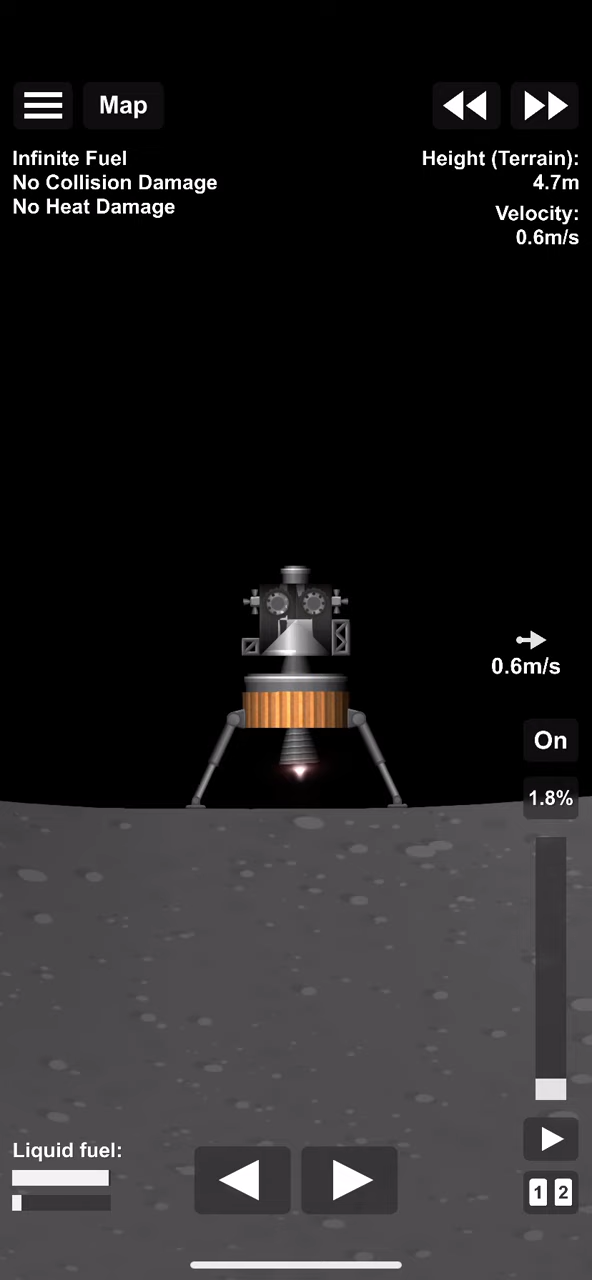 Map
Infinite Fuel
No Collision Damage
No Heat Damage
Height (Terrain):
4.7m
Velocity:
0.6m/s
0.6m/s
On
1.8%
Liquid fuel:
1 2